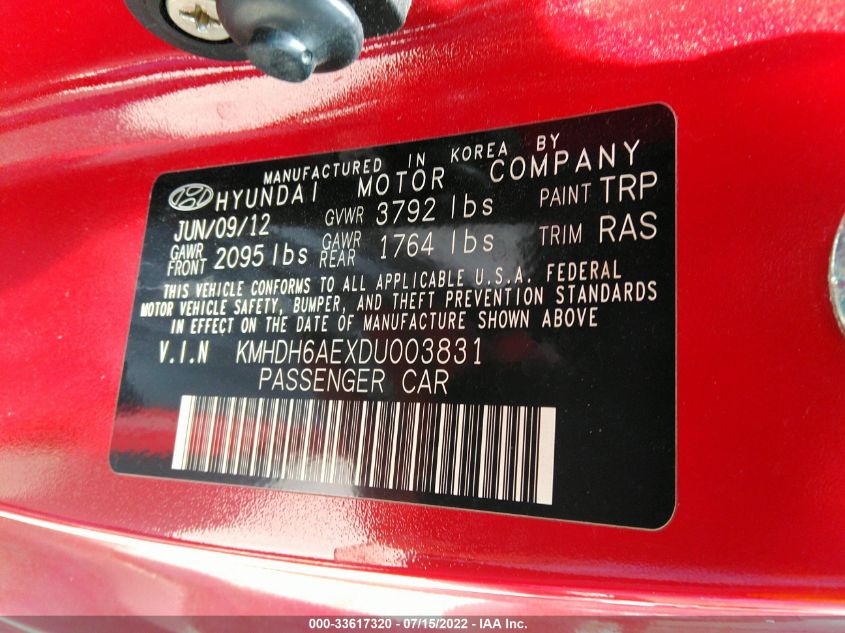 MANUFACTURED IN KOREA BY
HYUNDAI MOTOR COMPANY
JUN/09/12 GVWR 3792 lbs PAINT TRP
GAWR FRONT 2095 lbs GAWR REAR 1764 lbs TRIM RAS
THIS VEHICLE CONFORMS TO ALL APPLICABLE U.S.A. FEDERAL
MOTOR VEHICLE SAFETY, BUMPER, AND THEFT PREVENTION STANDARDS
IN EFFECT ON THE DATE OF MANUFACTURE SHOWN ABOVE
V.I.N KMHDH6AEXDU003831
PASSENGER CAR
000-33617320 - 07/15/2022 - IAA Inc.